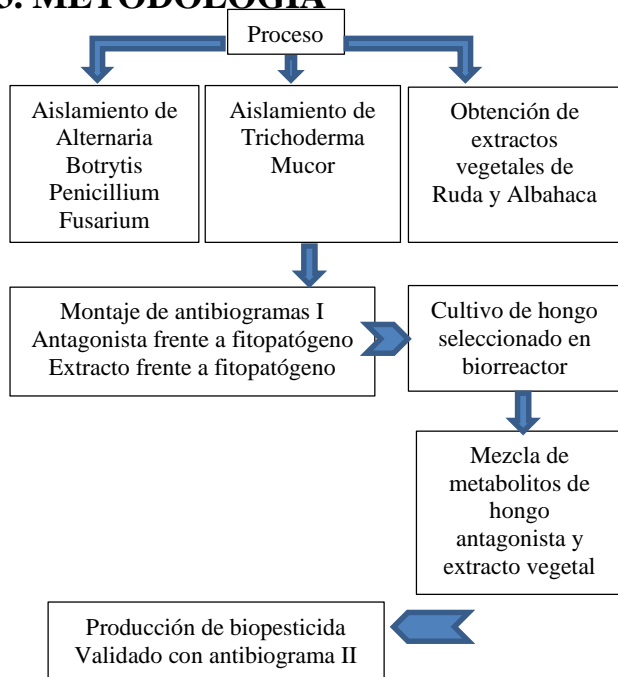 3. METODOLOGÍA
Proceso
Aislamiento de
Alternaria
Botrytis
Penicillium
Fusarium
Aislamiento de
Trichoderma
Mucor
Obtención de
extractos
vegetales de
Ruda y Albahaca
Montaje de antibiogramas I
Antagonista frente a fitopatógeno
Extracto frente a fitopatógeno
Cultivo de hongo
seleccionado en
biorreactor
Mezcla de
metabolitos de
hongo
antagonista y
extracto vegetal
Producción de biopesticida
Validado con antibiograma II